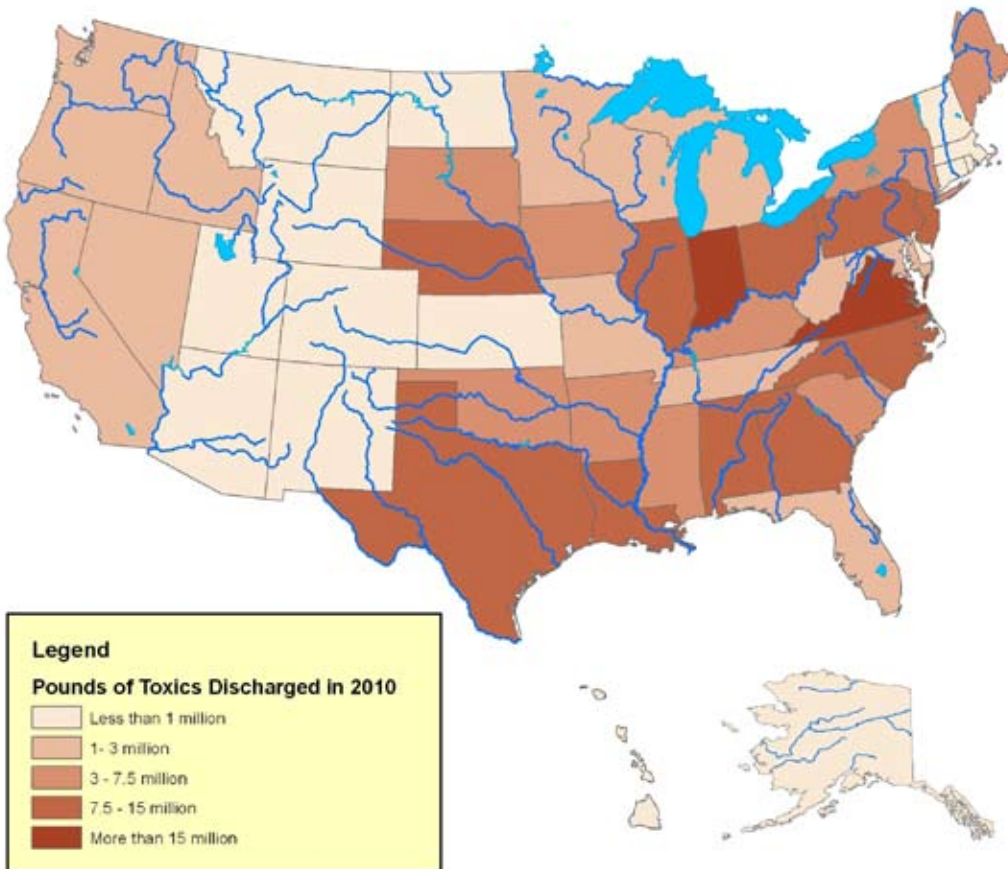 Legend
Pounds of Toxics Discharged in 2010
Less than 1 million
1- 3 million
3 - 7.5 million
7.5 - 15 million
More than 15 million